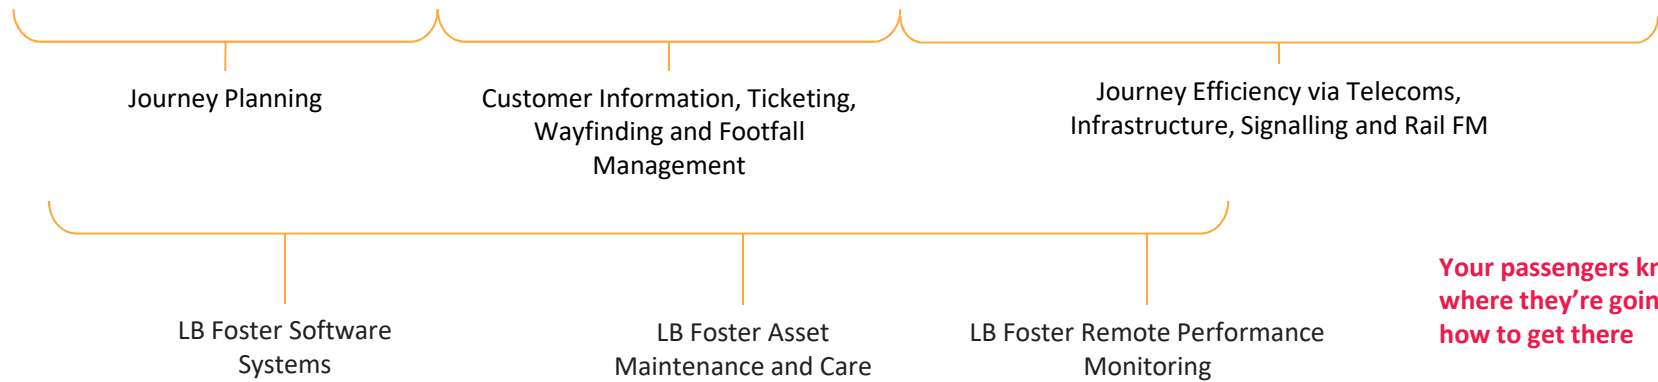 Journey Planning
Customer Information, Ticketing,
Wayfinding and Footfall
Management
Journey Efficiency via Telecoms,
Infrastructure, Signalling and Rail FM
LB Foster Software
Systems
LB Foster Asset
Maintenance and Care
LB Foster Remote Performance
Monitoring
Your passengers
where they’re
how to get there